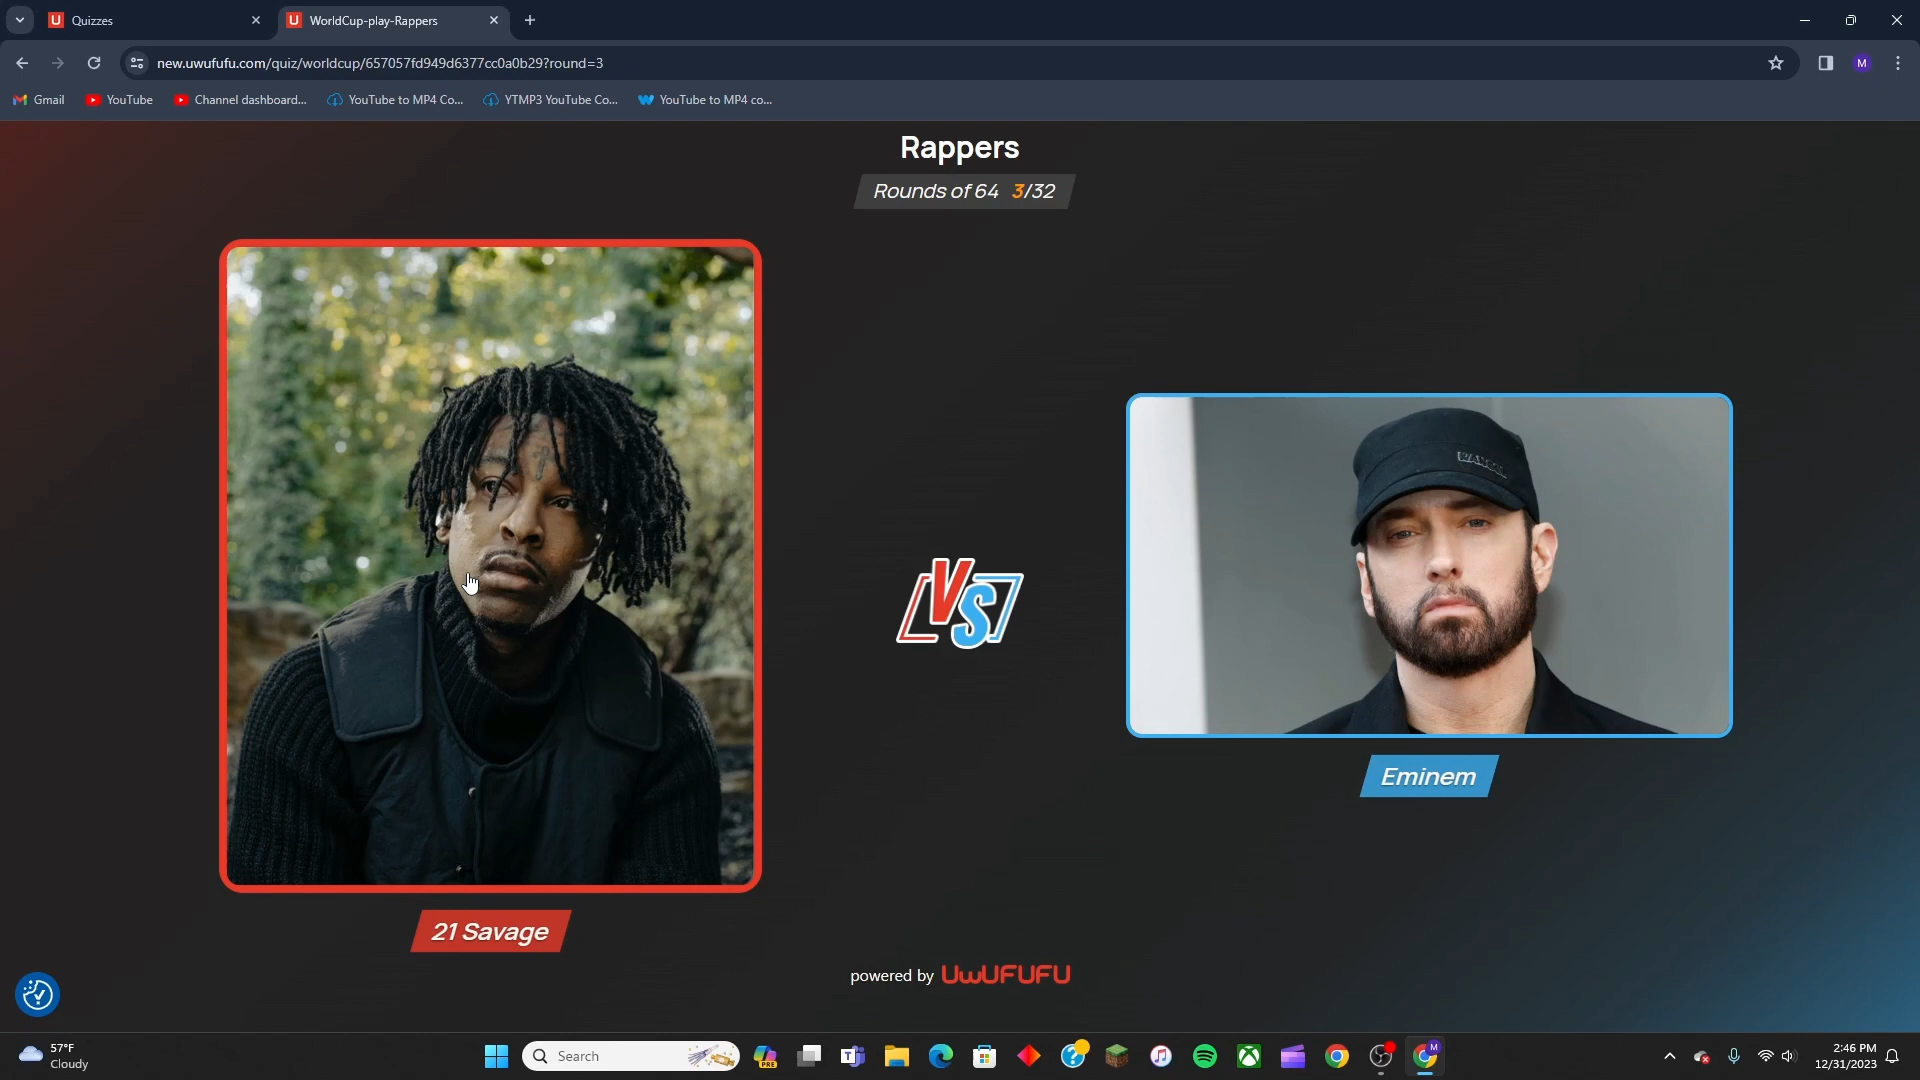 Quizzes
WorldCup-play-Rappers
new.uwufufu.com/quiz/worldcup/657057fd949d6377cc0a0b29?round=3
M
Gmail
YouTube
Channel dashboard...
YouTube to MP4 Co...
YTMP3 YouTube Co...
YouTube to MP4 co...
Rappers
Rounds of 64 3/32
VS
Eminem
21 Savage
powered by UwUFUFU
57°F
Cloudy
Search
PRE
M
2:46 PM
12/31/2023